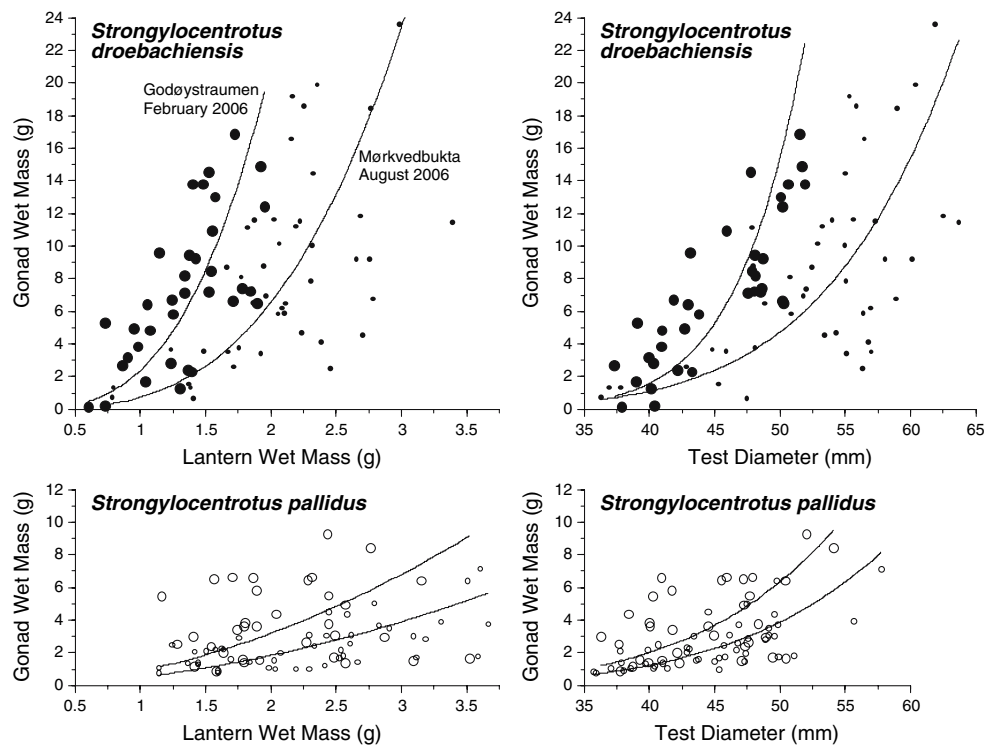 Strongylocentrotus
droebachiensis
Godøystraumen
February 2006
Mørkvedbukta
August 2006
Gonad Wet Mass (g)
24
22
20
18
16
14
12
10
8
6
4
2
0
0.5 1 1.5 2 2.5 3 3.5
Lantern Wet Mass (g)
Strongylocentrotus
droebachiensis
Gonad Wet Mass (g)
24
22
20
18
16
14
12
10
8
6
4
2
0
35 40 45 50 55 60 65
Test Diameter (mm)
Strongylocentrotus pallidus
Gonad Wet Mass (g)
12
10
8
6
4
2
0
0.5 1 1.5 2 2.5 3 3.5
Lantern Wet Mass (g)
Strongylocentrotus pallidus
Gonad Wet Mass (g)
12
10
8
6
4
2
0
35 40 45 50 55 60
Test Diameter (mm)